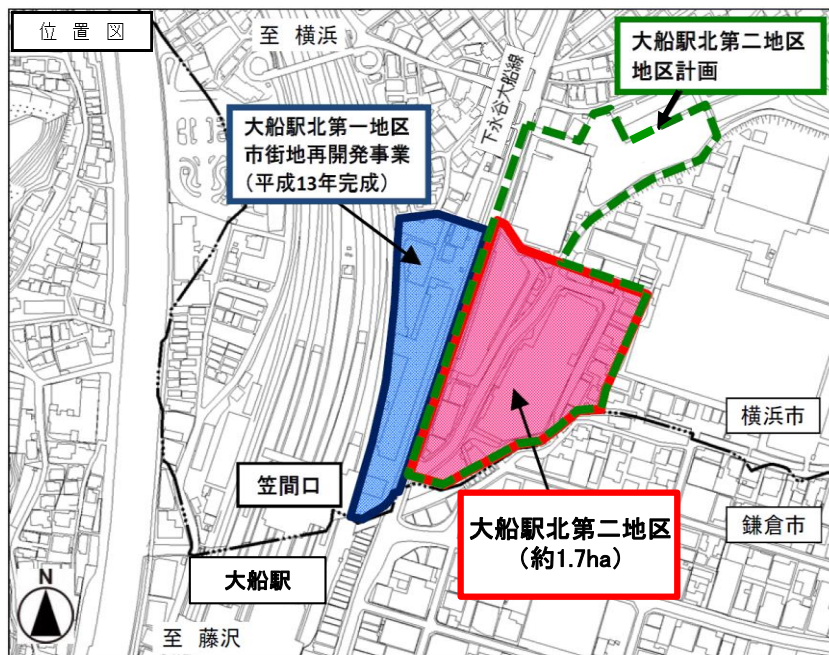 位置図
至 横浜
大船駅北第二地区
地区計画
下永谷大船線
大船駅北第一地区
市街地再開発事業
（平成13年完成）
横浜市
笠間口
大船駅北第二地区
（約1.7ha）
鎌倉市
大船駅
N
至 藤沢